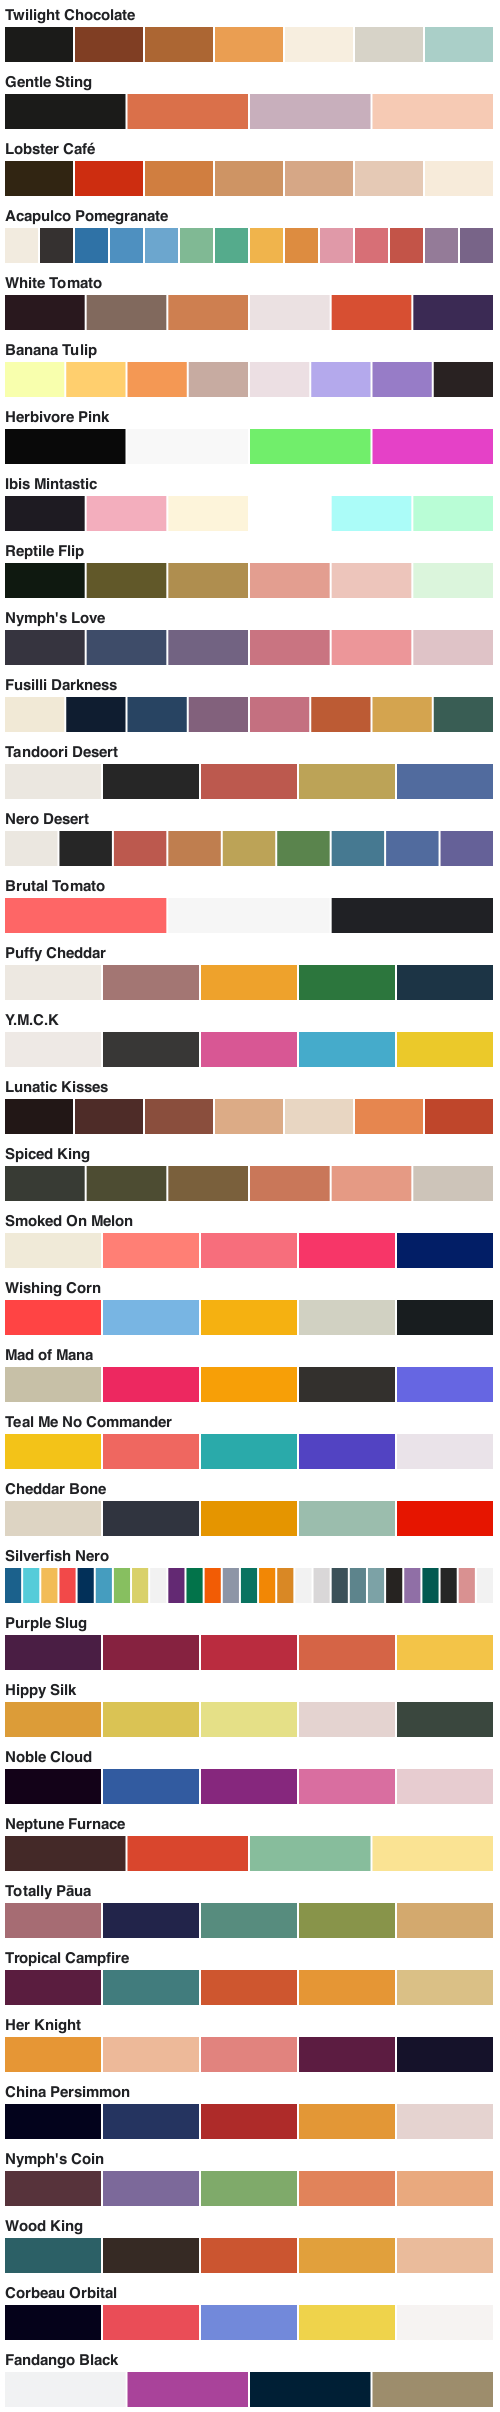 Twilight Chocolate
Gentle Sting
Lobster Café
Acapulco Pomegranate
White Tomato
Banana Tulip
Herbivore Pink
Ibis Mintastic
Reptile Flip
Nymph's Love
Fusilli Darkness
Tandoori Desert
Nero Desert
Brutal Tomato
Puffy Cheddar
Y.M.C.K
Lunatic Kisses
Spiced King
Smoked On Melon
Wishing Corn
Mad of Mana
Teal Me No Commander
Cheddar Bone
Silverfish Nero
Purple Slug
Hippy Silk
Noble Cloud
Neptune Furnace
Totally Pāua
Tropical Campfire
Her Knight
China Persimmon
Nymph's Coin
Wood King
Corbeau Orbital
Fandango Black